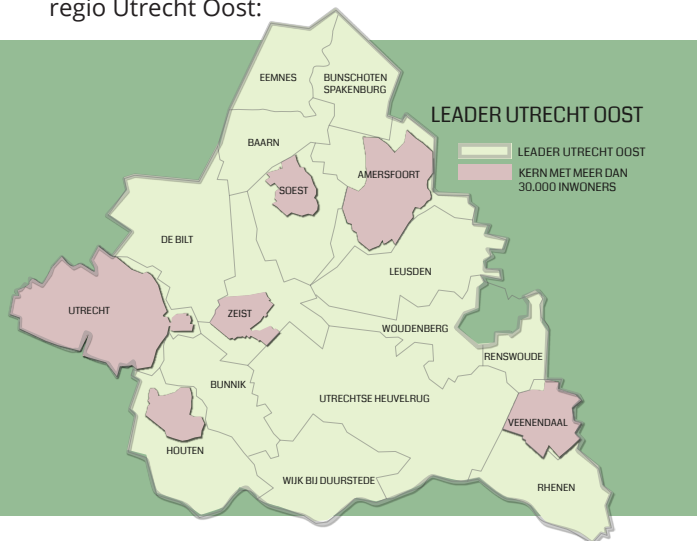 regio Utrecht Oost:
EEMNES
BUNSCHOTEN
SPAKENBURG
LEADER UTRECHT OOST
BAARN
LEADER UTRECHT OOST
KERN MET MEER DAN
30.000 INWONERS
AMERSFOORT
SOEST
DE BILT
LEUSDEN
UTRECHT
ZEIST
WOUDENBERG
RENSWOUDE
BUNNIK
UTRECHTSE HEUVELRUG
VEENENDAAL
HOUTEN
WIJK BIJ DUURSTEDE
RHENEN